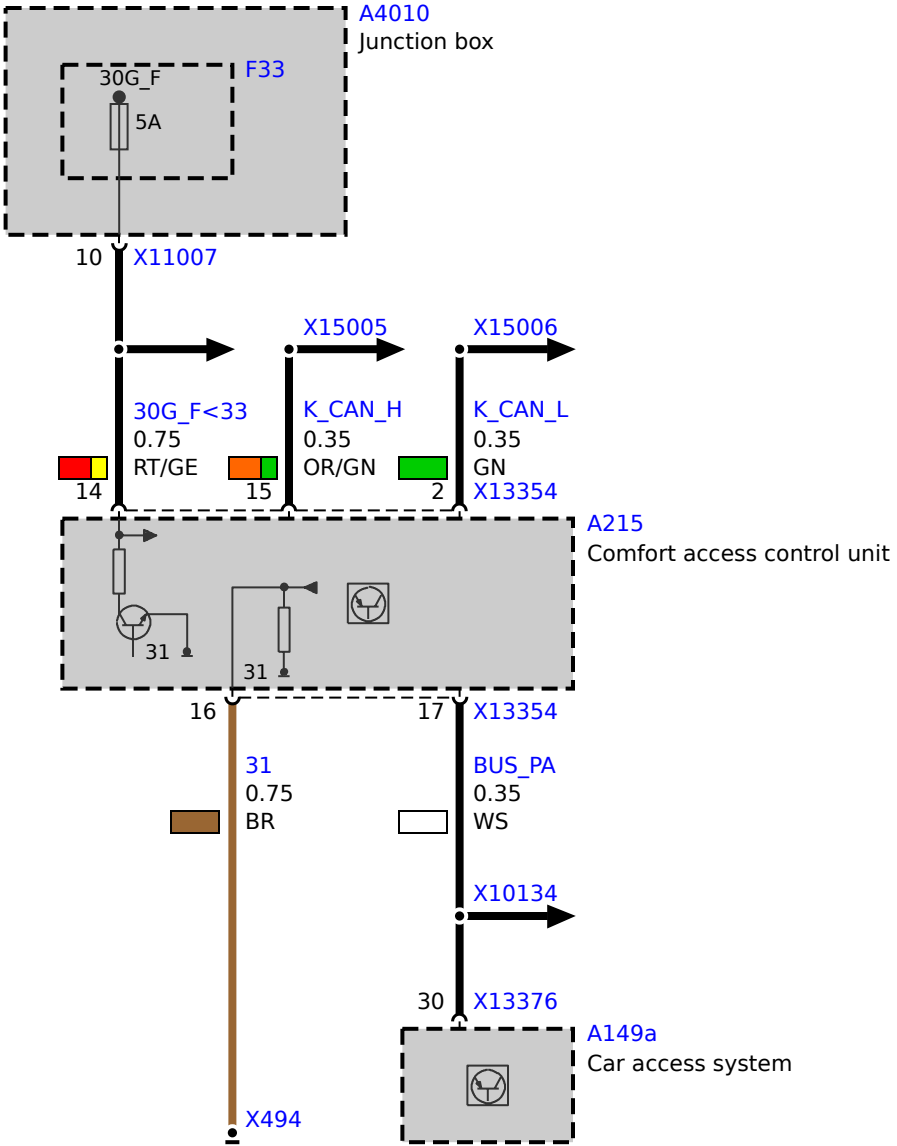 A4010
Junction box
F33
30G_F
5A
10 X11007
X15005 X15006
30G_F<33 K_CAN_H K_CAN_L
0.75 0.35 0.35
RT/GE OR/GN GN
14 15 2 X13354
A215
Comfort access control unit
31
31
16 17 X13354
31 BUS_PA
0.75 0.35
BR WS
X10134
30 X13376
A149a
Car access system
X494